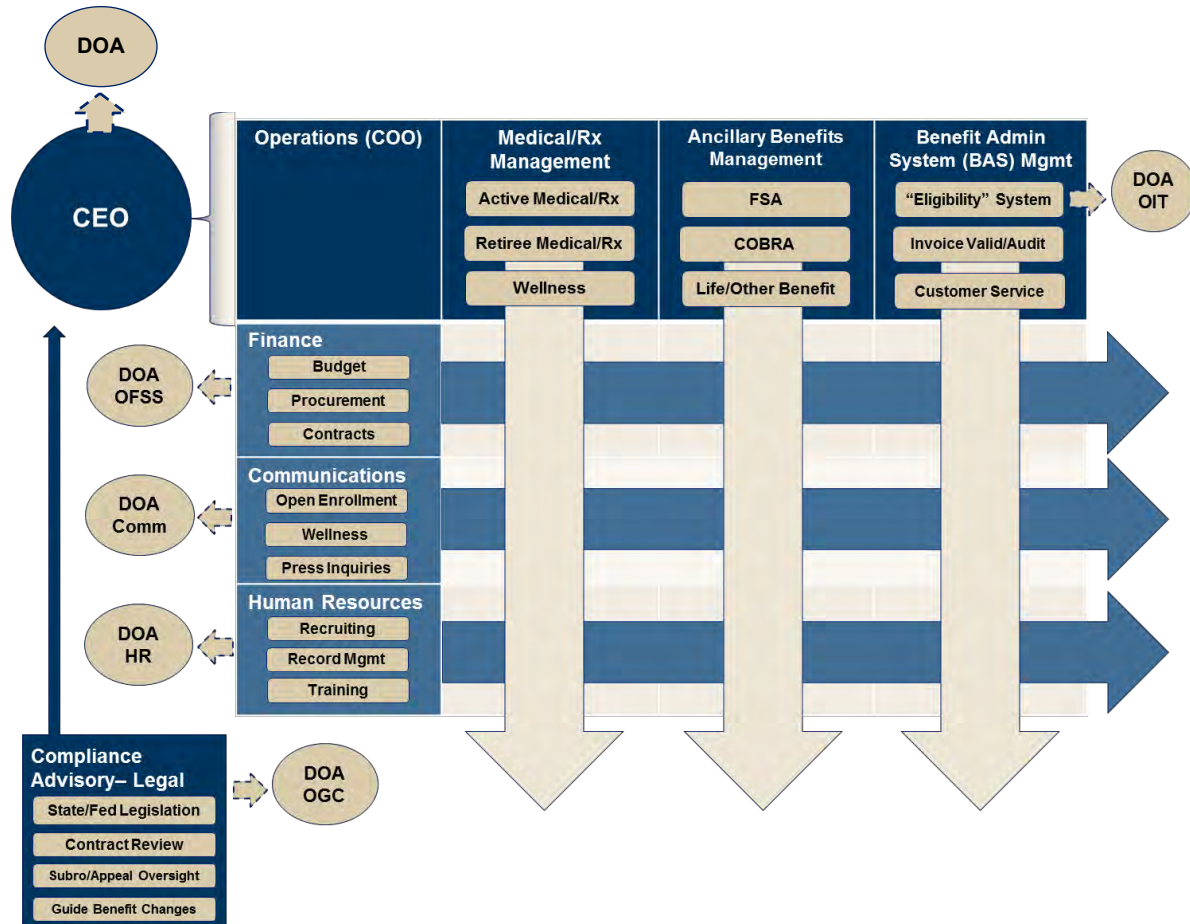 DOA
CEO
Operations (COO)
Medical/Rx
Management
Active Medical/Rx
Retiree Medical/Rx
Wellness
Ancillary Benefits
Management
FSA
COBRA
Life/Other Benefit
Benefit Admin
System (BAS) Mgmt
“Eligibility” System
Invoice Valid/Audit
Customer Service
DOA
OIT
DOA
OFSS
Finance
Budget
Procurement
Contracts
DOA
Comm
Communications
Open Enrollment
Wellness
Press Inquiries
DOA
HR
Human Resources
Recruiting
Record Mgmt
Training
Compliance
Advisory– Legal
State/Fed Legislation
Contract Review
Subro/Appeal Oversight
Guide Benefit Changes
DOA
OGC